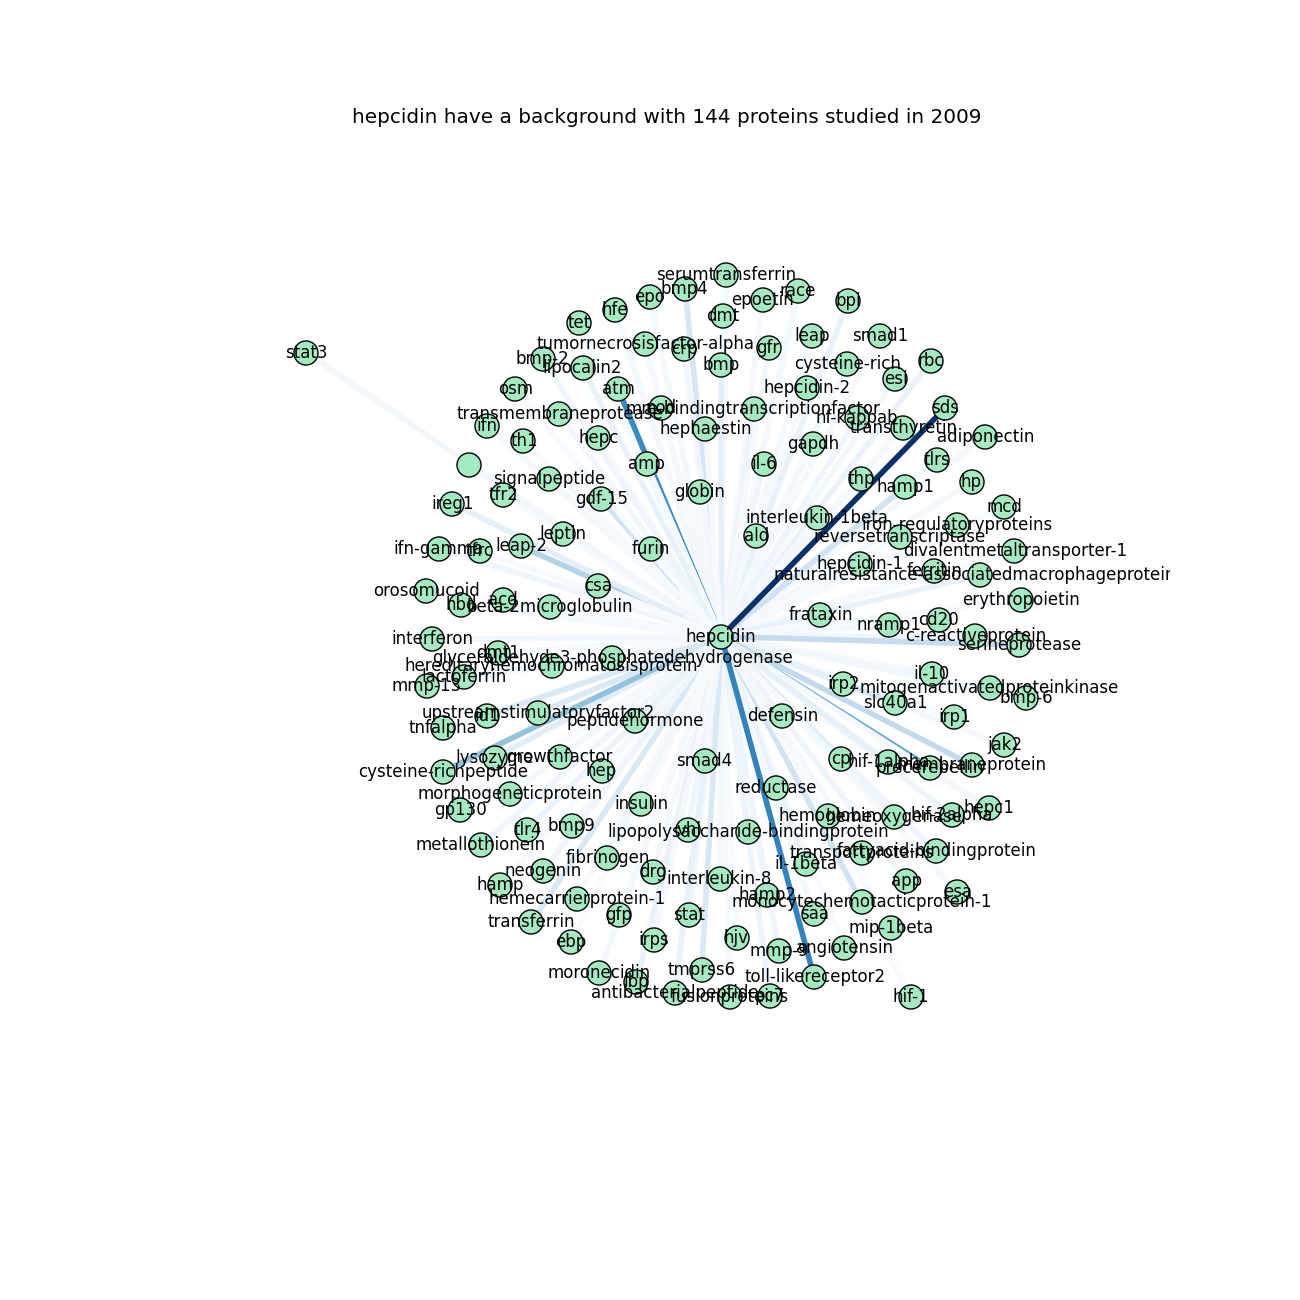 hepcidin have a background with 144 proteins studied in 2009
serumtransferrin
bmp4
race
epo
epoetin
bpi
hfe
dmt
tet
leap
smad1
tumornecrosisfactor-alpha
crp
gfr
stat3
bmp-2
rbc
lipocalin2
bmp
cysteine-rich
esi
osm
atm
hepcidin-2
sds
transmembraneprotease
bindingtranscriptionfactor
nf-kappab
ifn
hephaestin
transthyretin
th1
hepc
gapdh
adiponectin
amp
il-6
tlrs
signalpeptide
thp
hp
tfr2
gdf-15
globin
hamp1
ireg1
mcd
interleukin-1beta
iron-regulatoryproteins
leptin
ald
reversetranscriptase
ifn-gamma
leap-2
furin
divalentmetaltransporter-1
hepcidin-1
ferritin
naturalresistance-associatedmacrophageprotein
csa
orosomucoid
hbd
acd
beta-2microglobulin
erythropoietin
frataxin
nramp1
cd20
interferon
hepcidin
c-reactiveprotein
serineprotease
dmt1
glyceraldehyde3-phosphatedehydrogenase
hereditaryhemochromatosisprotein
lactoferrin
il-10
mmp-13
irp2
mitogenactivatedproteinkinase
bmp-6
slc40a1
upstreamstimulatoryfactor2
id1
peptidehormone
defensin
irp1
tnfalpha
jak2
lysozyme
growthfactor
smad4
cp
hif-1alpha
membraneprotein
cysteine-richpeptide
hep
procerebellin
reductase
morphogeneticprotein
insulin
gp130
hepc1
hemoglobin
hemeoxygenase
hif-2alpha
tlr4
bmp9
lipopolysaccharide-bindingprotein
vhl
metallothionein
fibrinogen
transportproteins
fattyacid-bindingprotein
il-1beta
neogenin
drg
interleukin-8
app
hamp
hamp2
esa
hemecarrierprotein-1
monocytechemotacticprotein-1
transferrin
gfp
stat
saa
mip-1beta
ebp
irps
hjv
mmp-9
angiotensin
moronecidin
tmprss6
toll-likereceptor2
lbp
antibacterialpeptide
fusionproteins
hif-1